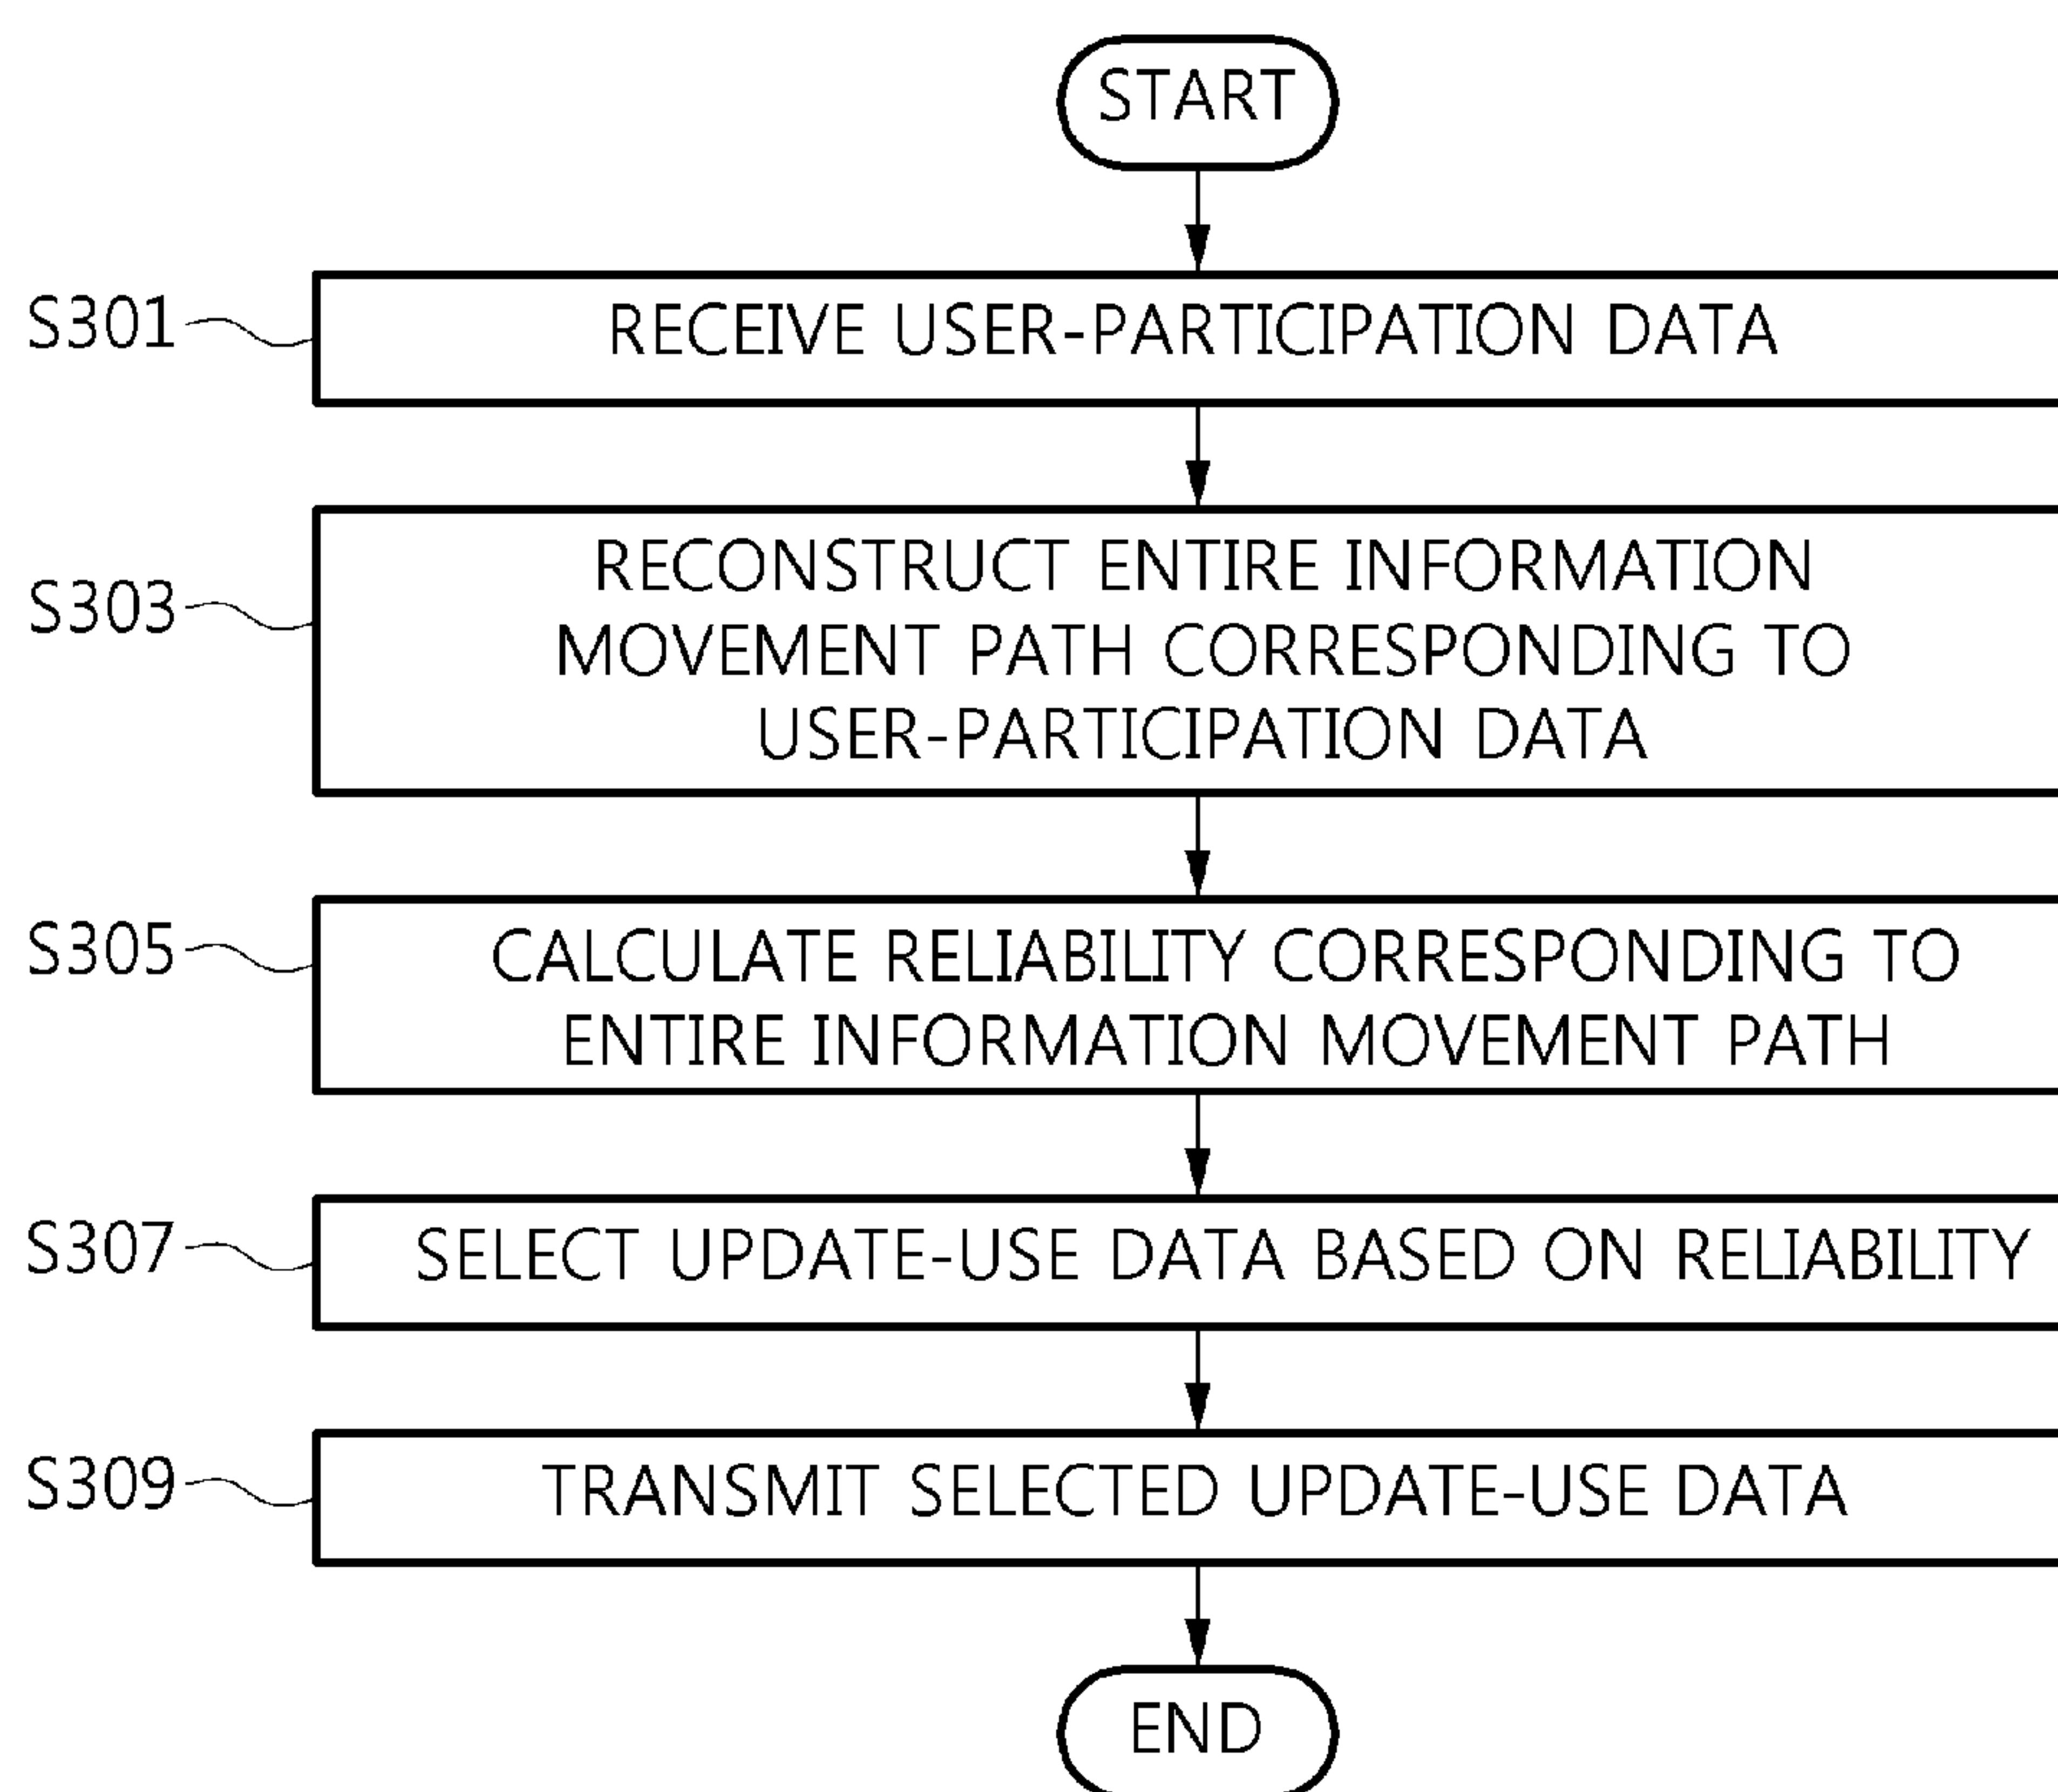 START
S301
RECEIVE USER-PARTICIPATION DATA
S303
RECONSTRUCT ENTIRE INFORMATION
MOVEMENT PATH CORRESPONDING TO
USER-PARTICIPATION DATA
S305
CALCULATE RELIABILITY CORRESPONDING TO
ENTIRE INFORMATION MOVEMENT PATH
S307
SELECT UPDATE-USE DATA BASED ON RELIABILITY
S309
TRANSMIT SELECTED UPDATE-USE DATA
END